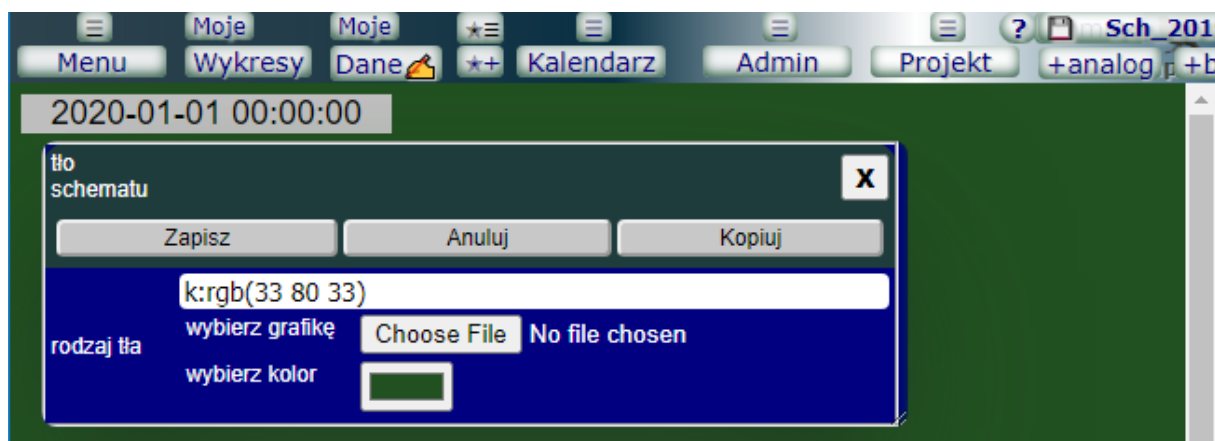 Moje Moje ★≡ ? Sch_201
Menu Wykresy Dane ★+ Kalendarz Admin Projekt +analog +b
2020-01-01 00:00:00
tło
schematu
X
Zapisz Anuluj Kopiuj
k:rgb(33 80 33)
rodzaj tła
wybierz grafikę Choose File No file chosen
wybierz kolor